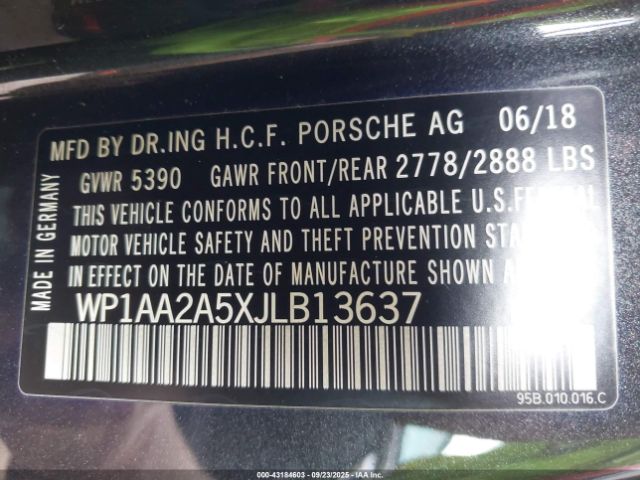 MFD BY DR.ING H.C.F. PORSCHE AG 06/18
GVWR 5390 GAWR FRONT/REAR 2778/2888 LBS
THIS VEHICLE CONFORMS TO ALL APPLICABLE U.S.
MOTOR VEHICLE SAFETY AND THEFT PREVENTION
IN EFFECT ON THE DATE OF MANUFACTURE SHOWN
WP1AA2A5XJLB13637
MADE IN GERMANY
95B.010.016.C
000-43184603 - 09/23/2025 - IAA Inc.